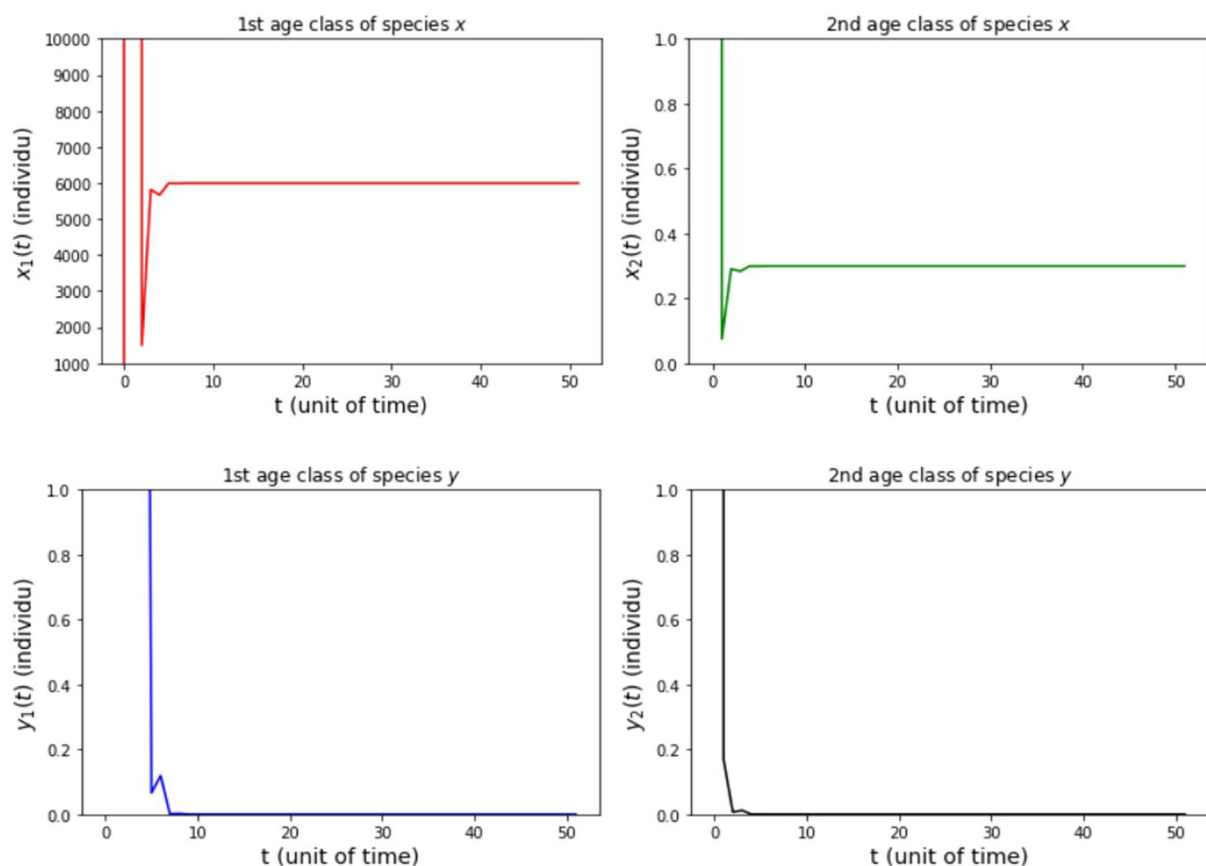 1st age class of species x
10000
9000
8000
7000
6000
5000
4000
3000
2000
1000
x₁(t) (individu)
0 10 20 30 40 50
t (unit of time)
2nd age class of species x
1.0
0.8
0.6
0.4
0.2
0.0
x₂(t) (individu)
0 10 20 30 40 50
t (unit of time)
1st age class of species y
1.0
0.8
0.6
0.4
0.2
0.0
y₁(t) (individu)
0 10 20 30 40 50
t (unit of time)
2nd age class of species y
1.0
0.8
0.6
0.4
0.2
0.0
y₂(t) (individu)
0 10 20 30 40 50
t (unit of time)